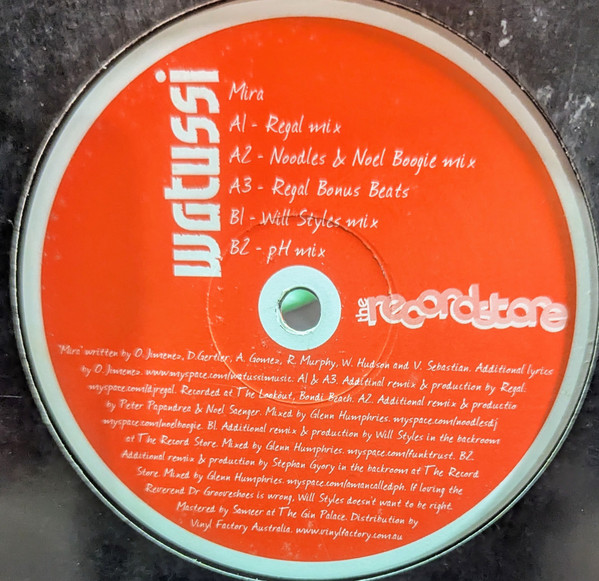 watussi
Mira
A1 - Regal mix
A2 - Noodles & Noel Boogie mix
A3 - Regal Bonus Beats
B1 - Will Styles mix
B2 - pH mix
the recordstore
"Mira" written by O. Jimenez, D.Gertler, A. Gomez, R. Murphy, W. Hudson and V. Sebastian. Additional lyrics
by O. Jimenez. www.myspace.com/watussimusic. A1 & A3. Additional remix & production by Regal.
myspace.com/djregal. Recorded at The Lookout, Bondi Beach. A2. Additional remix & productio
by Peter Papandrea & Noel Saenger. Mixed by Glenn Humphries. myspace.com/noodlesdj
myspace.com/noelboogie. B1. Additional remix & production by Will Styles in the backroom
at The Record Store. Mixed by Glenn Humphries. myspace.com/funktrust. B2.
Additional remix & production by Stephan Gyory in the backroom at The Record
Store. Mixed by Glenn Humphries. myspace.com/amancalledph. If loving the
Reverend Dr Grooveshoes is wrong, Will Styles doesn't want to be right.
Mastered by Sameer at The Gin Palace. Distribution by
Vinyl Factory Australia. www.vinylfactory.com.au